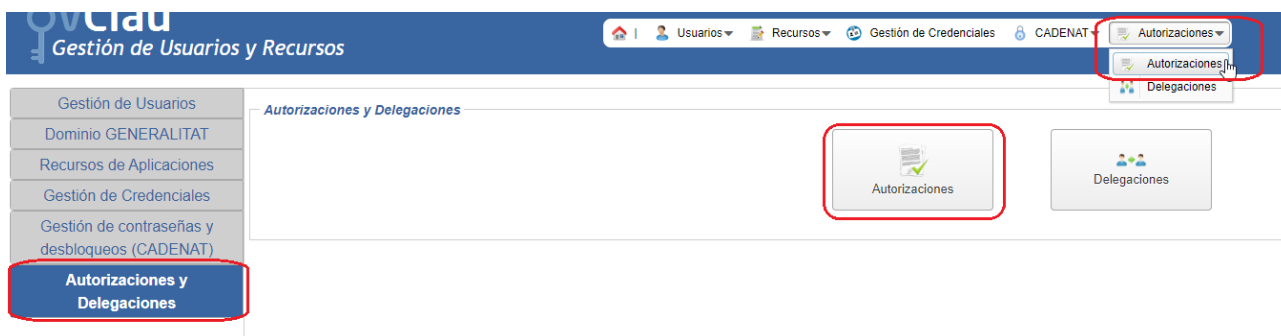 gvClau
Gestión de Usuarios y Recursos
| Usuarios Recursos Gestión de Credenciales CADENAT Autorizaciones
Autorizaciones
Delegaciones
Gestión de Usuarios
Dominio GENERALITAT
Recursos de Aplicaciones
Gestión de Credenciales
Gestión de contraseñas y
desbloqueos (CADENAT)
Autorizaciones y
Delegaciones
Autorizaciones y Delegaciones
Autorizaciones
Delegaciones